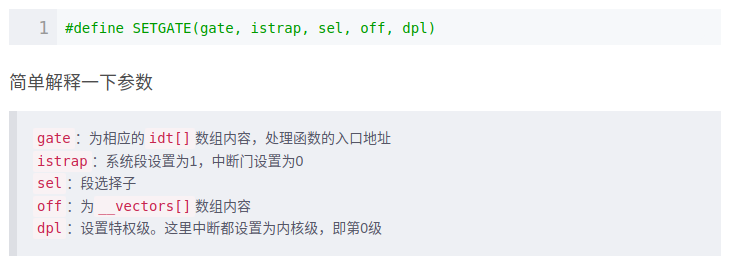 1 #define SETGATE(gate, istrap, sel, off, dpl)
简单解释一下参数
gate：为相应的 idt[] 数组内容，处理函数的入口地址
istrap：系统段设置为1，中断门设置为0
sel：段选择子
off：为 __vectors[] 数组内容
dpl：设置特权级。这里中断都设置为内核级，即第0级